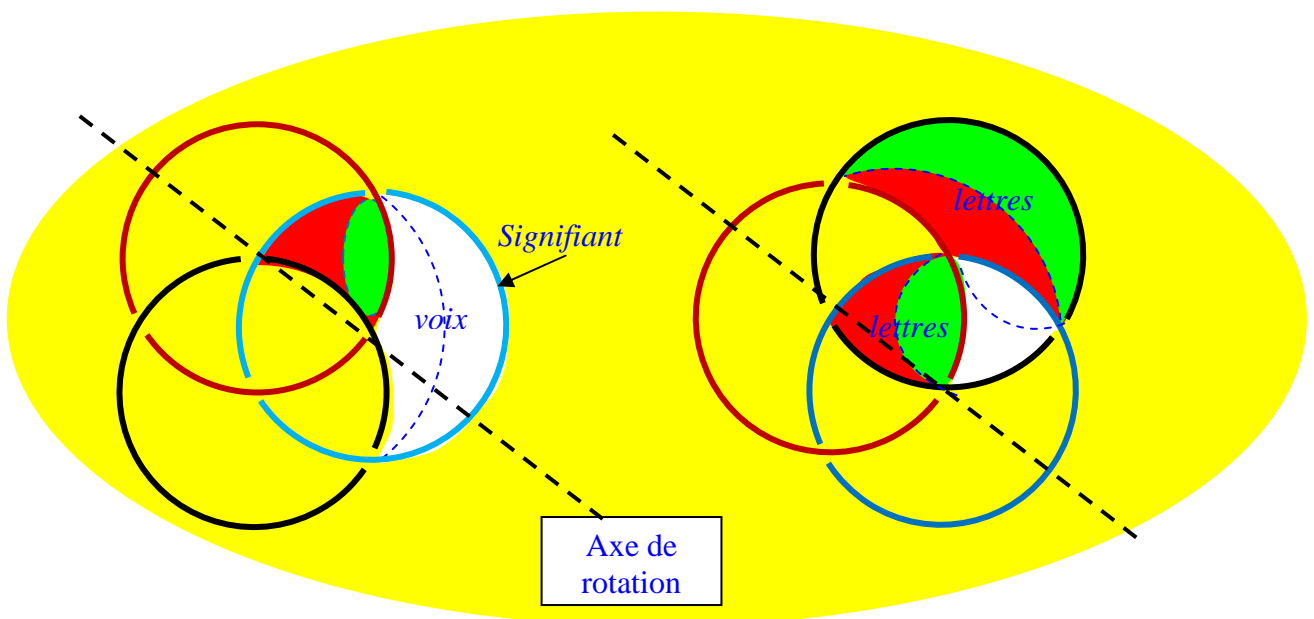 lettres
Signifiant
voix
lettres
Axe de
rotation